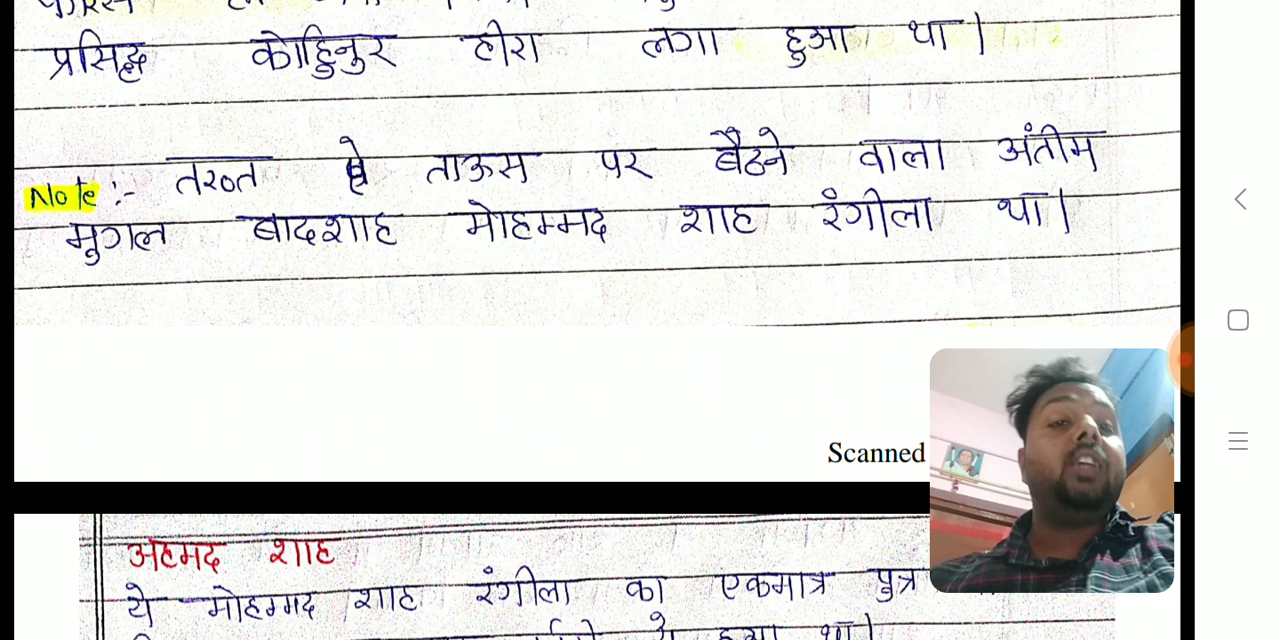 प्रसिद्ध कोहिनुर हीरा लगा हुआ था।
Note :- तख्त ए ताऊस पर बैठने वाला अंतीम
मुगल बादशाह मोहम्मद शाह रंगीला था।
Scanned
अहमद शाह
ये मोहम्मद शाह रंगीला का एकमात्र पुत्र